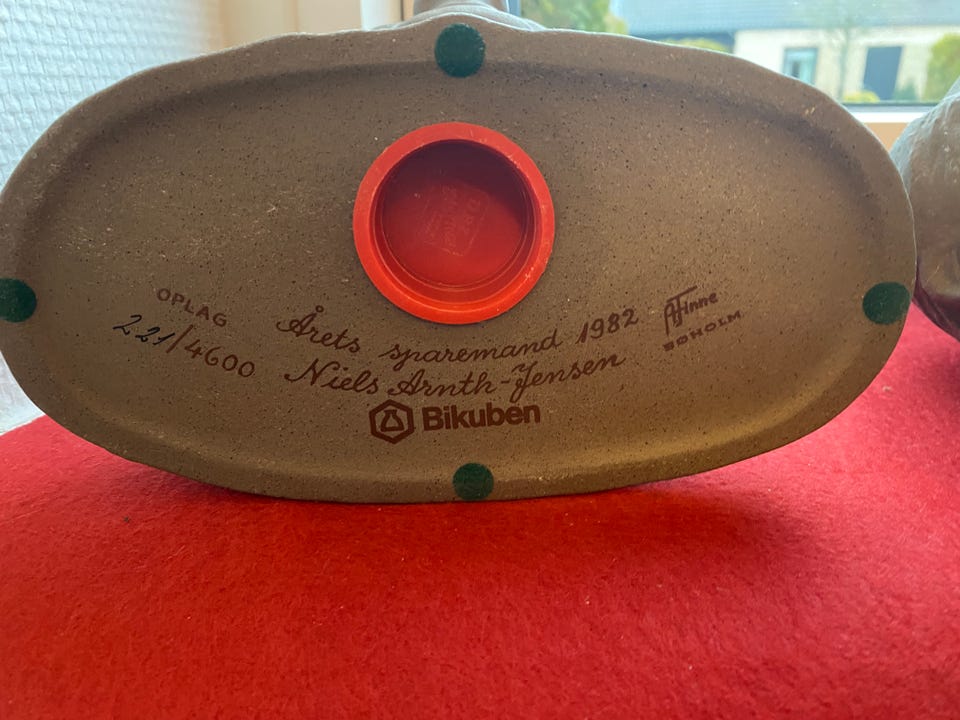 OPLAG
221/4600
Årets sparemand 1982
Niels Arnth-Jensen
Bikuben
AFinne
SØHOLM